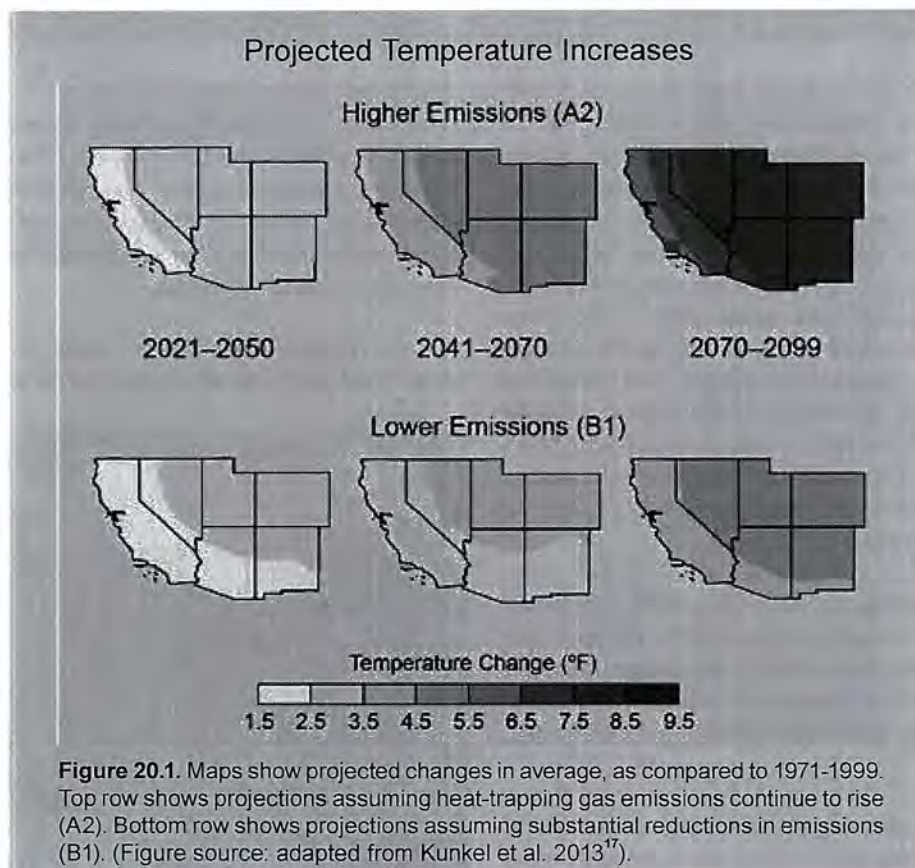 Projected Temperature Increases
Higher Emissions (A2)
2021–2050 2041–2070 2070–2099
Lower Emissions (B1)
Temperature Change (ºF)
1.5 2.5 3.5 4.5 5.5 6.5 7.5 8.5 9.5
Figure 20.1. Maps show projected changes in average, as compared to 1971-1999.
Top row shows projections assuming heat-trapping gas emissions continue to rise
(A2). Bottom row shows projections assuming substantial reductions in emissions
(B1). (Figure source: adapted from Kunkel et al. 2013¹⁷).